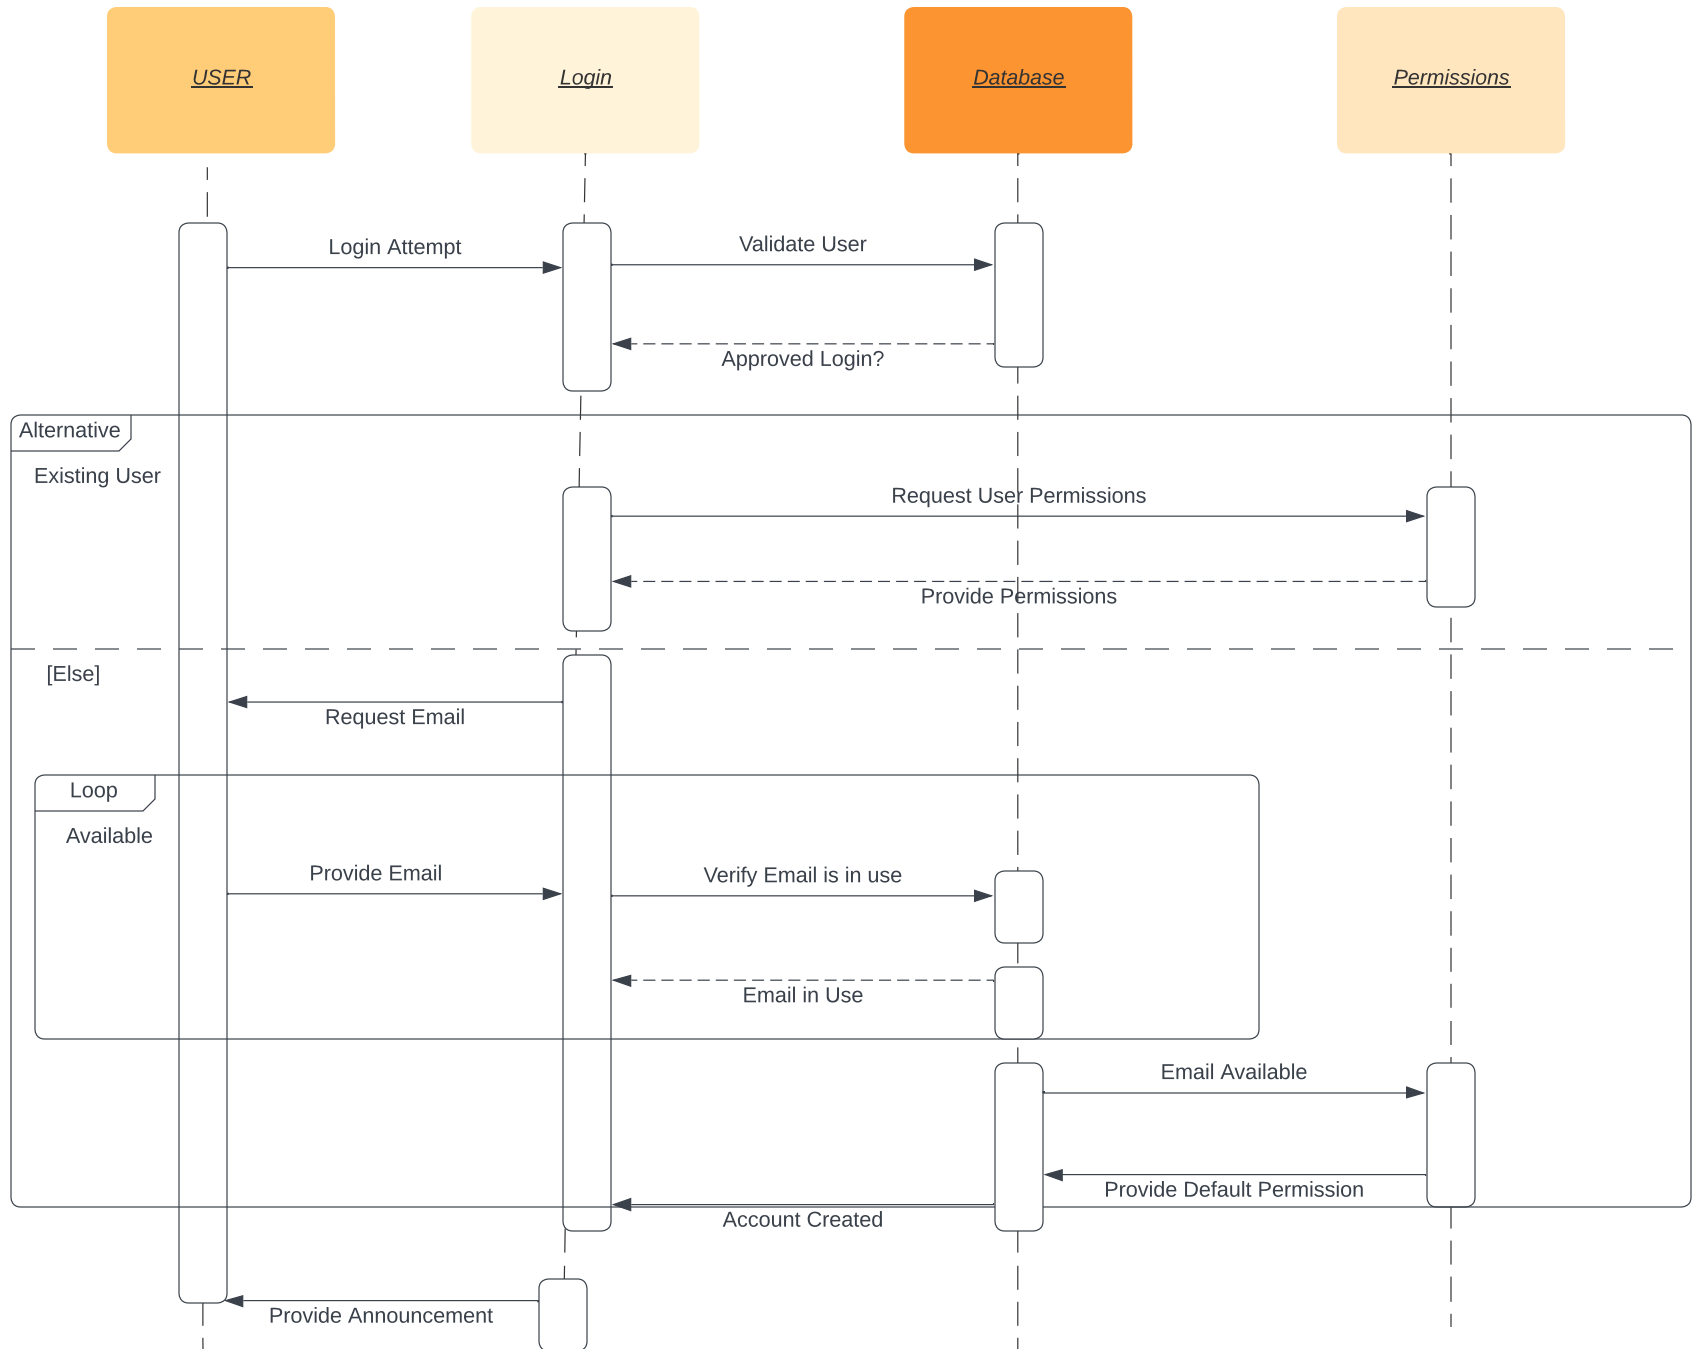 USER
Login
Database
Permissions
Login Attempt
Validate User
Approved Login?
Alternative
Existing User
Request User Permissions
Provide Permissions
[Else]
Request Email
Loop
Available
Provide Email
Verify Email is in use
Email in Use
Email Available
Provide Default Permission
Account Created
Provide Announcement